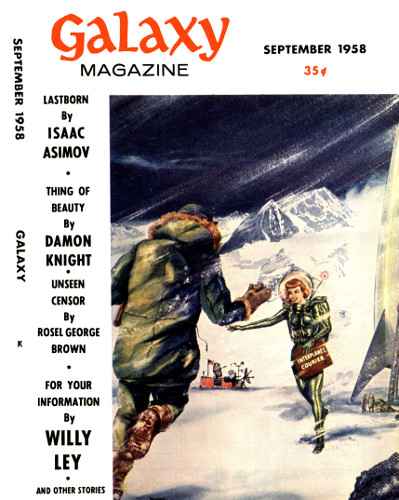 Galaxy
MAGAZINE
SEPTEMBER 1958
35¢
SEPTEMBER 1958
GALAXY
K
LASTBORN
By
ISAAC
ASIMOV
•
THING OF
BEAUTY
By
DAMON
KNIGHT
•
UNSEEN
CENSOR
By
ROSEL GEORGE
BROWN
•
FOR YOUR
INFORMATION
By
WILLY
LEY
•
AND OTHER STORIES
INTERPLANET
COURIER